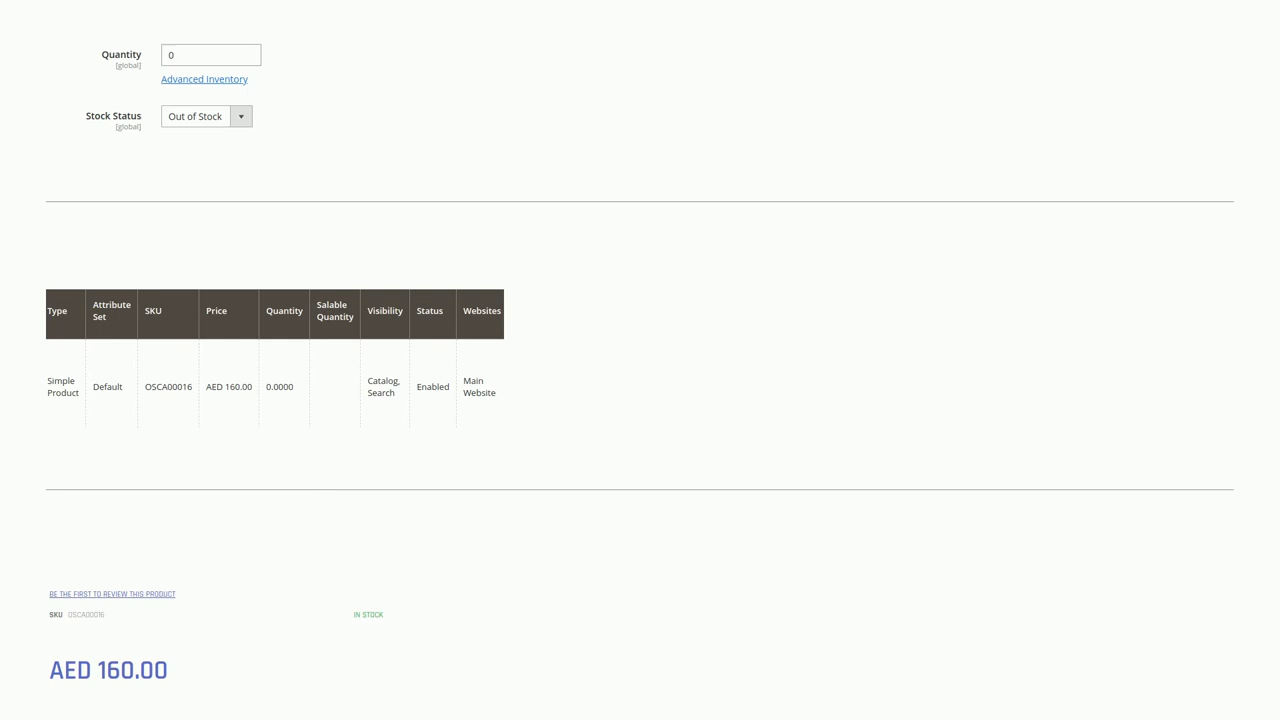 Quantity
[global]
0
Advanced Inventory
Stock Status
[global]
Out of Stock
Type Attribute Set SKU Price Quantity Salable Quantity Visibility Status Websites
Simple Product Default OSCA00016 AED 160.00 0.0000 Catalog, Search Enabled Main Website
BE THE FIRST TO REVIEW THIS PRODUCT
SKU OSCA00016 IN STOCK
AED 160.00